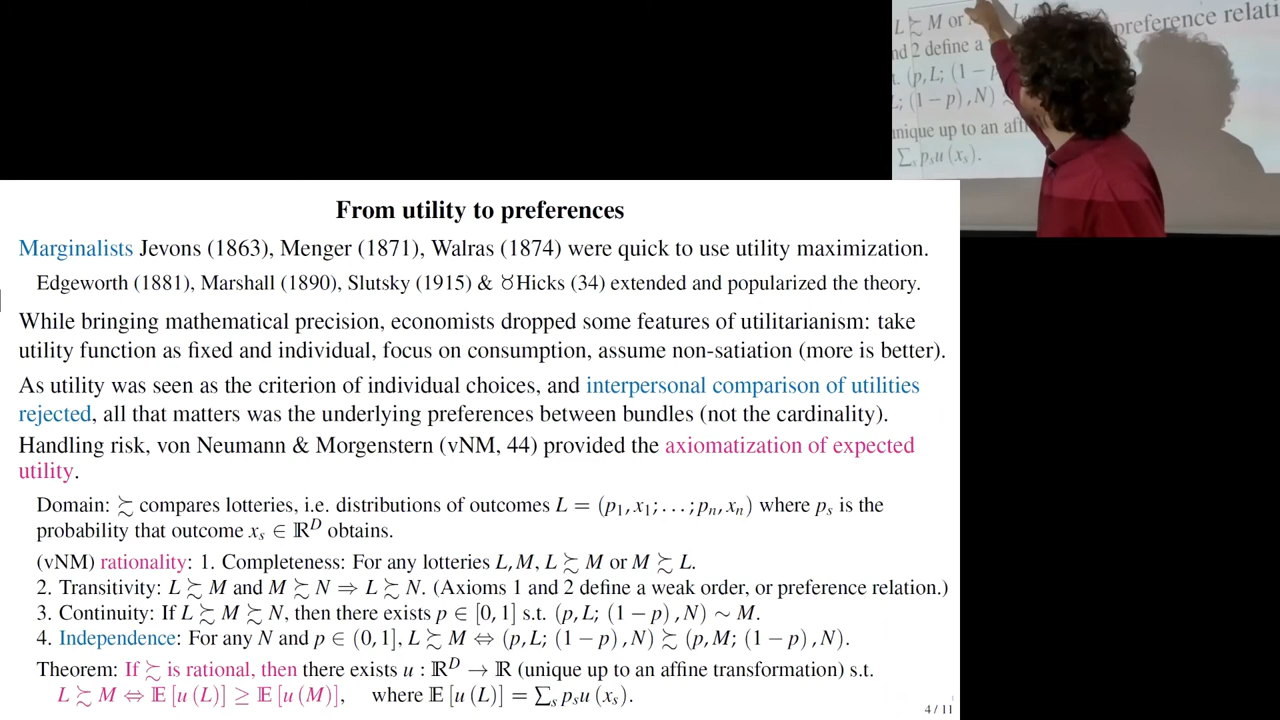 L ≿ M or
preference relati
nd 2 define a
. (p, L; (1 −
; (1 − p), N)
nique up to an aff
∑ₛ pₛu (xₛ).
From utility to preferences
Marginalists Jevons (1863), Menger (1871), Walras (1874) were quick to use utility maximization.
Edgeworth (1881), Marshall (1890), Slutsky (1915) & ♉Hicks (34) extended and popularized the theory.
While bringing mathematical precision, economists dropped some features of utilitarianism: take
utility function as fixed and individual, focus on consumption, assume non-satiation (more is better).
As utility was seen as the criterion of individual choices, and interpersonal comparison of utilities
rejected, all that matters was the underlying preferences between bundles (not the cardinality).
Handling risk, von Neumann & Morgenstern (vNM, 44) provided the axiomatization of expected
utility.
Domain: ≿ compares lotteries, i.e. distributions of outcomes L = (p₁, x₁; …; pₙ, xₙ) where pₛ is the
probability that outcome xₛ ∈ ℝᴰ obtains.
(vNM) rationality: 1. Completeness: For any lotteries L, M, L ≿ M or M ≿ L.
2. Transitivity: L ≿ M and M ≿ N ⇒ L ≿ N. (Axioms 1 and 2 define a weak order, or preference relation.)
3. Continuity: If L ≿ M ≿ N, then there exists p ∈ [0, 1] s.t. (p, L; (1 − p), N) ∼ M.
4. Independence: For any N and p ∈ (0, 1], L ≿ M ⇔ (p, L; (1 − p), N) ≿ (p, M; (1 − p), N).
Theorem: If ≿ is rational, then there exists u : ℝᴰ → ℝ (unique up to an affine transformation) s.t.
L ≿ M ⇔ 𝔼 [u (L)] ≥ 𝔼 [u (M)], where 𝔼 [u (L)] = ∑ₛ pₛu (xₛ).
4 / 11